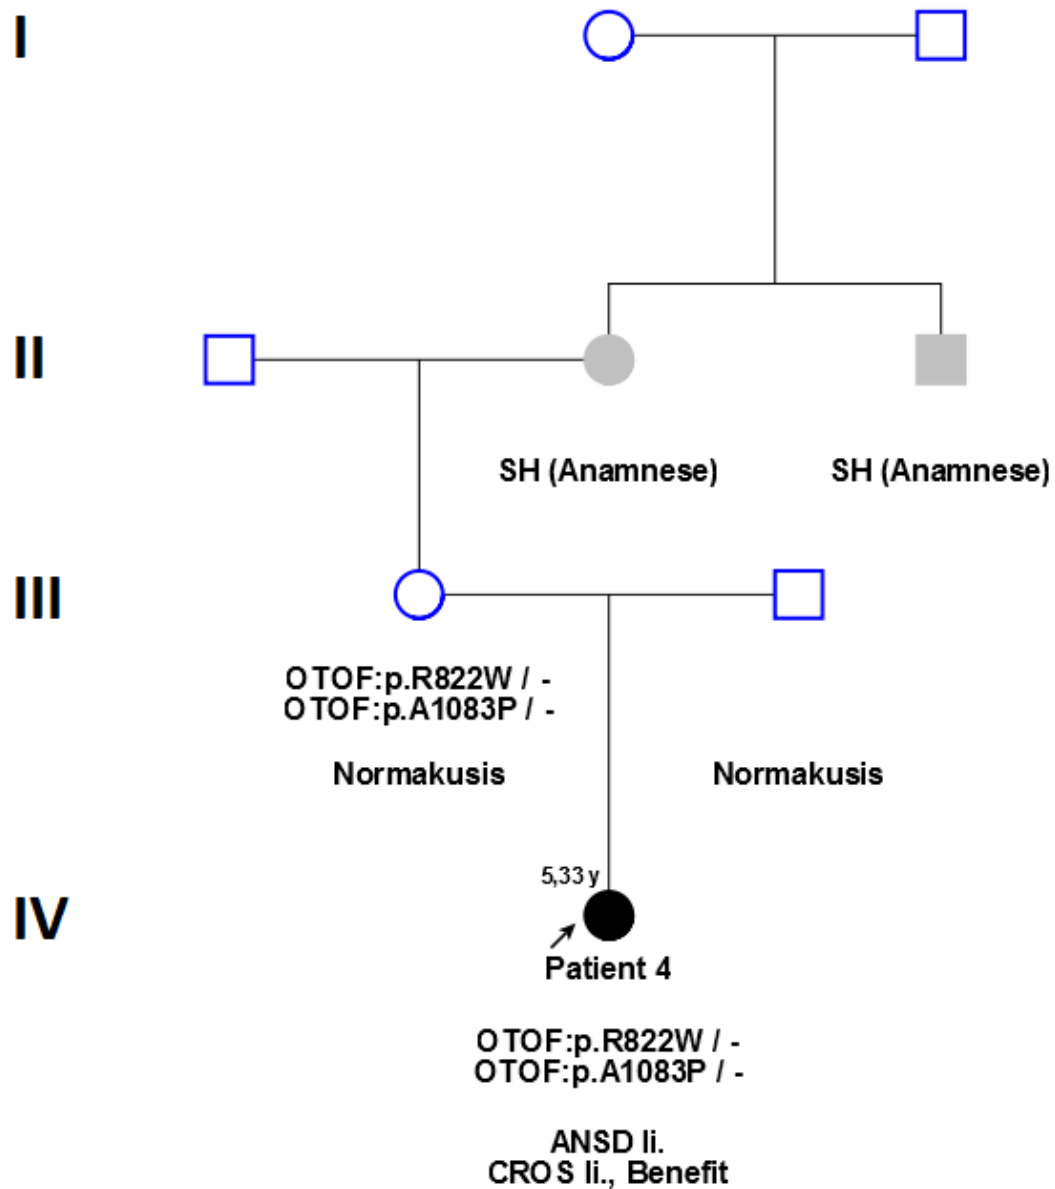 I
II
SH (Anamnese) SH (Anamnese)
III
OTOF:p.R822W / -
OTOF:p.A1083P / -
Normakusis Normakusis
5,33 y
IV
Patient 4
OTOF:p.R822W / -
OTOF:p.A1083P / -
ANSD li.
CROS li., Benefit